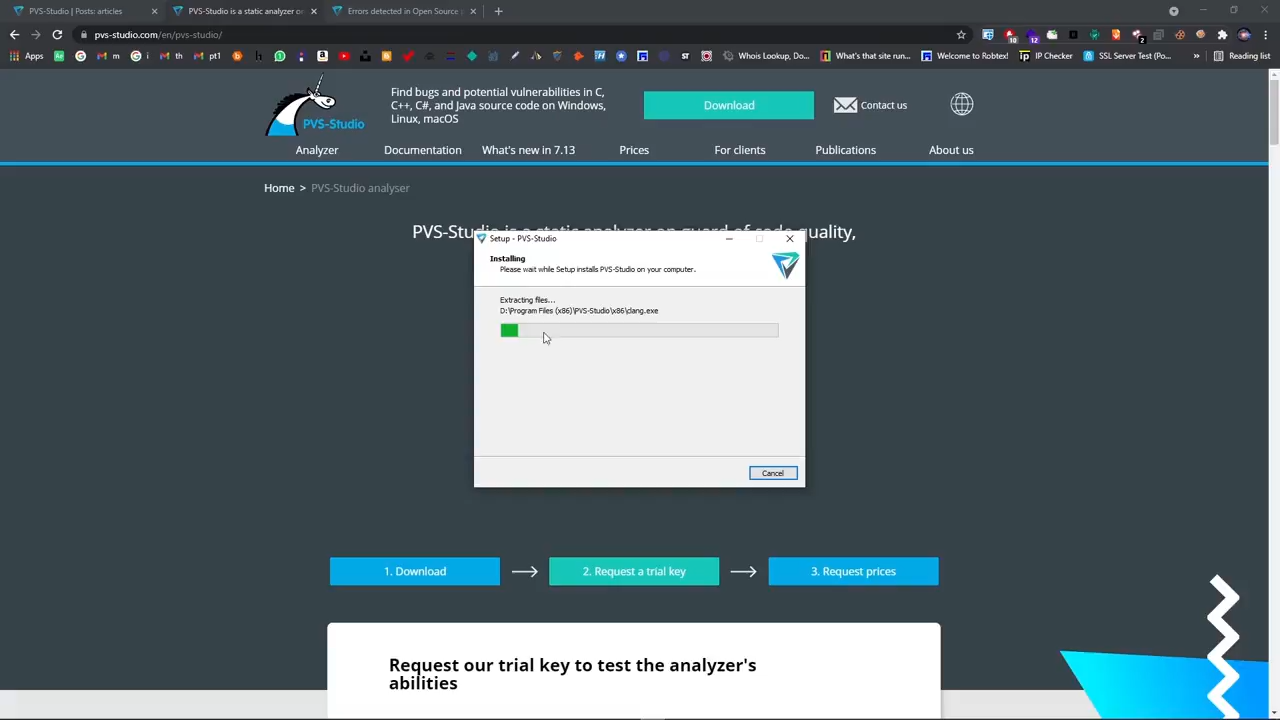 PVS-Studio | Posts: articles
PVS-Studio is a static analyzer o
Errors detected in Open Source
pvs-studio.com/en/pvs-studio/
Apps
m
i
th
pt1
Whois Lookup, Do...
What's that site run...
Welcome to Robtex!
IP Checker
SSL Server Test (Po...
Reading list
PVS-Studio
Find bugs and potential vulnerabilities in C,
C++, C#, and Java source code on Windows,
Linux, macOS
Download
Contact us
Analyzer
Documentation
What's new in 7.13
Prices
For clients
Publications
About us
Home > PVS-Studio analyser
PVS-Studio is a static analyzer on guard of code quality,
Setup - PVS-Studio
Installing
Please wait while Setup installs PVS-Studio on your computer.
Extracting files...
D:\Program Files (x86)\PVS-Studio\x86\clang.exe
Cancel
1. Download
2. Request a trial key
3. Request prices
Request our trial key to test the analyzer's
abilities